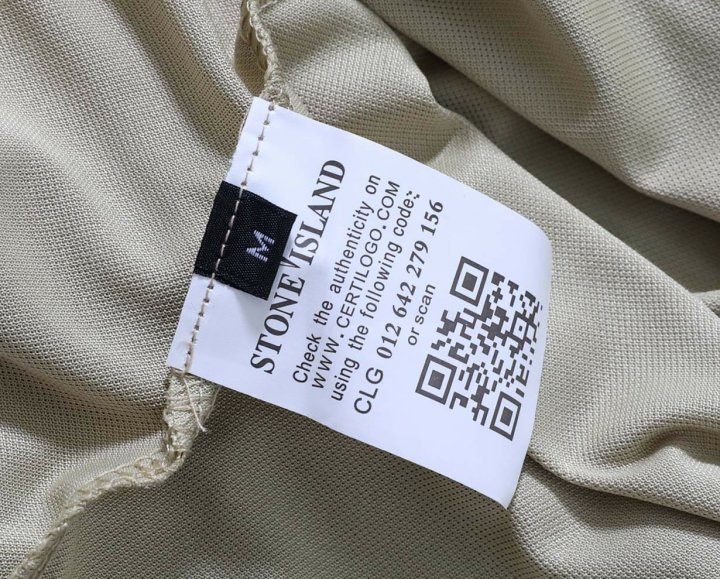 M
STONE ISLAND
Check the authenticity on
WWW. CERTILOGO.COM
using the following code:
CLG 012 642 279 156
or scan